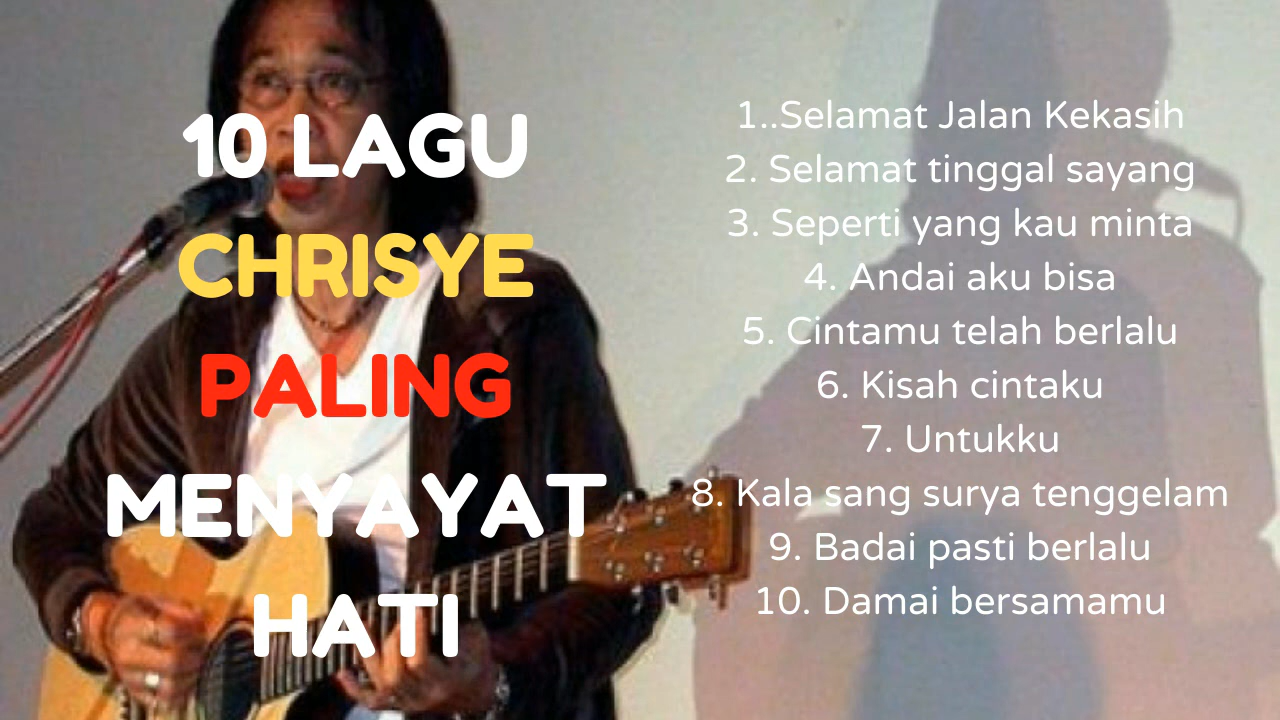 10 LAGU
CHRISYE
PALING
MENYAYAT
HATI
1..Selamat Jalan Kekasih
2. Selamat tinggal sayang
3. Seperti yang kau minta
4. Andai aku bisa
5. Cintamu telah berlalu
6. Kisah cintaku
7. Untukku
8. Kala sang surya tenggelam
9. Badai pasti berlalu
10. Damai bersamamu